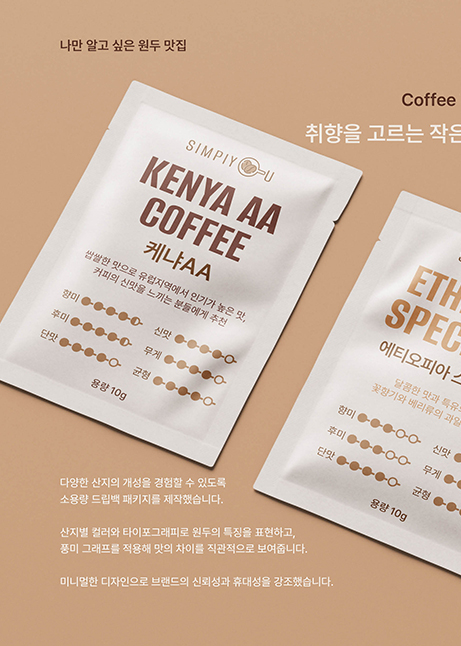 나만 알고 싶은 원두 맛집
Coffee
취향을 고르는 작은
SIMPIY U
KENYA AA
COFFEE
케냐AA
쌉쌀한 맛으로 유럽지역에서 인기가 높은 맛,
커피의 신맛을 느끼는 분들에게 추천
향미
신맛
후미
무게
단맛
균형
용량 10g
ETH
SPEC
에티오피아 스
달콤한 맛과 특유의
꽃향기와 베리류의 과일
향미
신맛
후미
무게
단맛
균형
용량 10g
다양한 산지의 개성을 경험할 수 있도록
소용량 드립백 패키지를 제작했습니다.
산지별 컬러와 타이포그래피로 원두의 특징을 표현하고,
풍미 그래프를 적용해 맛의 차이를 직관적으로 보여줍니다.
미니멀한 디자인으로 브랜드의 신뢰성과 휴대성을 강조했습니다.